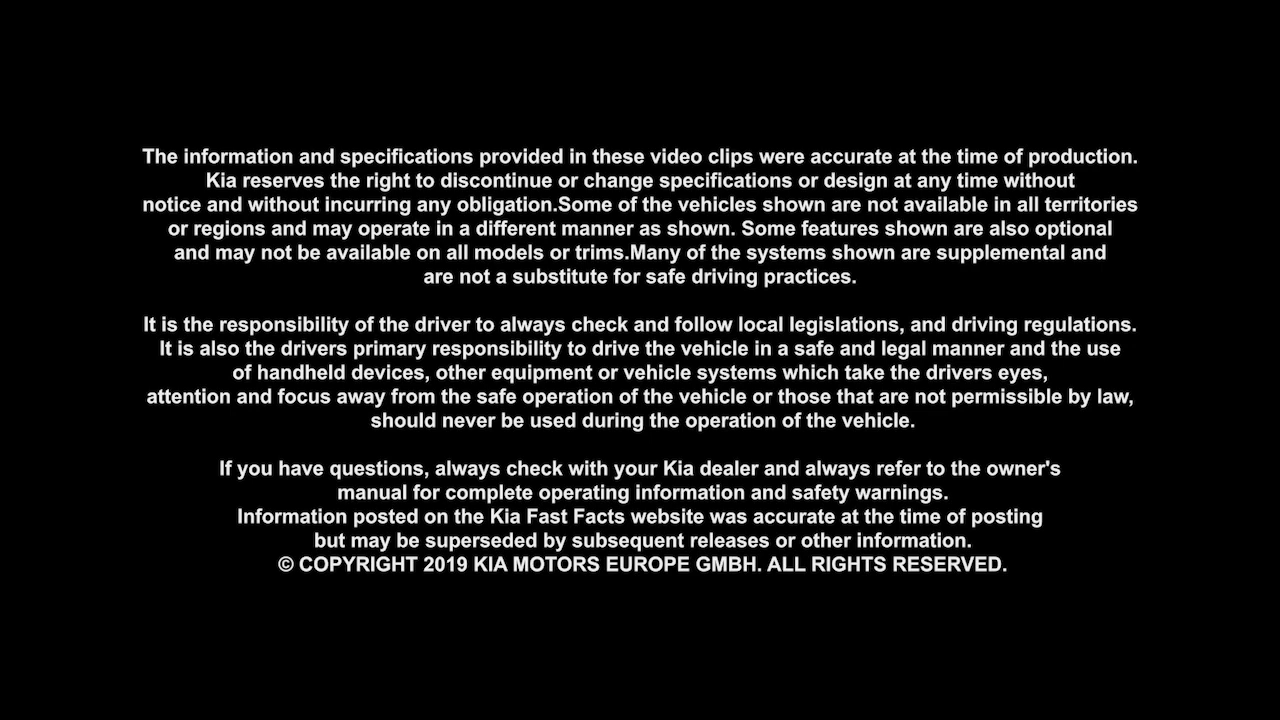 The information and specifications provided in these video clips were accurate at the time of production.
Kia reserves the right to discontinue or change specifications or design at any time without
notice and without incurring any obligation.Some of the vehicles shown are not available in all territories
or regions and may operate in a different manner as shown. Some features shown are also optional
and may not be available on all models or trims.Many of the systems shown are supplemental and
are not a substitute for safe driving practices.
It is the responsibility of the driver to always check and follow local legislations, and driving regulations.
It is also the drivers primary responsibility to drive the vehicle in a safe and legal manner and the use
of handheld devices, other equipment or vehicle systems which take the drivers eyes,
attention and focus away from the safe operation of the vehicle or those that are not permissible by law,
should never be used during the operation of the vehicle.
If you have questions, always check with your Kia dealer and always refer to the owner's
manual for complete operating information and safety warnings.
Information posted on the Kia Fast Facts website was accurate at the time of posting
but may be superseded by subsequent releases or other information.
© COPYRIGHT 2019 KIA MOTORS EUROPE GMBH. ALL RIGHTS RESERVED.